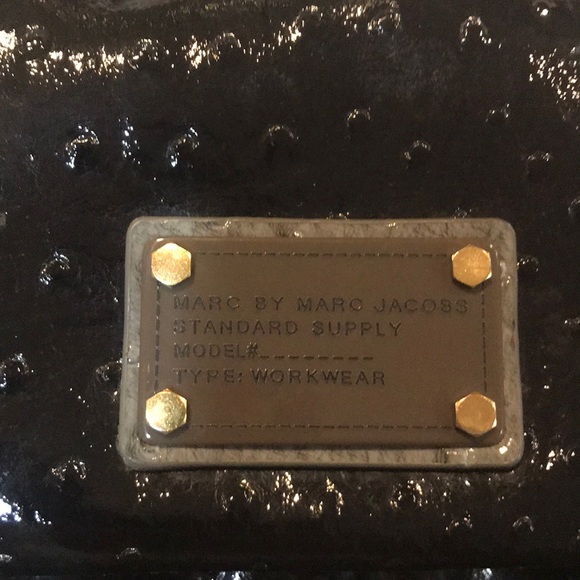 MARC BY MARC JACOBS
STANDARD SUPPLY
MODEL#________
TYPE: WORKWEAR